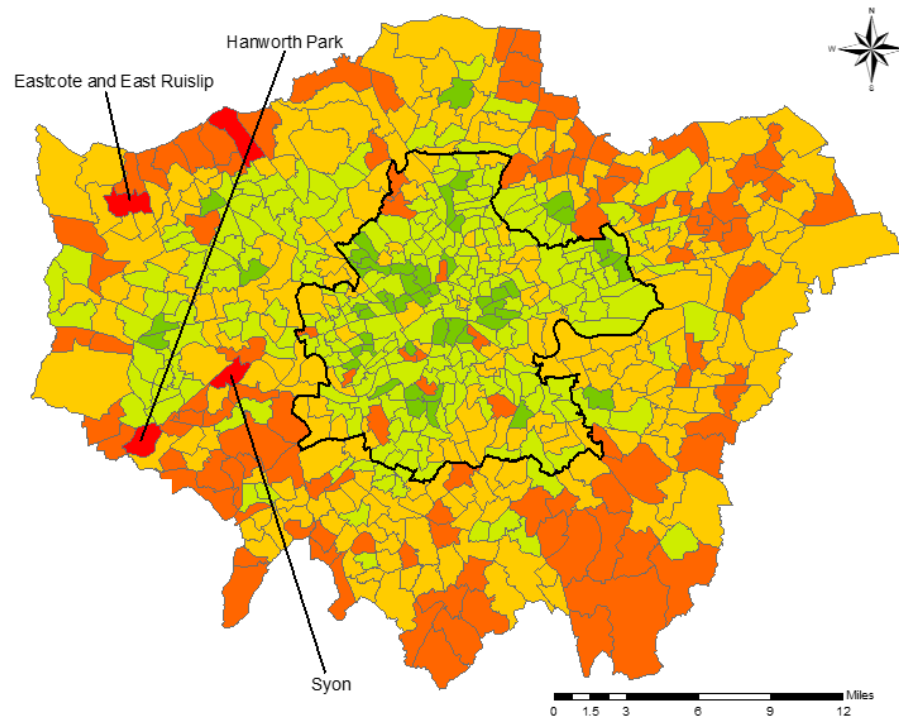 Hanworth Park
Eastcote and East Ruislip
N
W
E
S
Syon
Miles
0 1.5 3 6 9 12